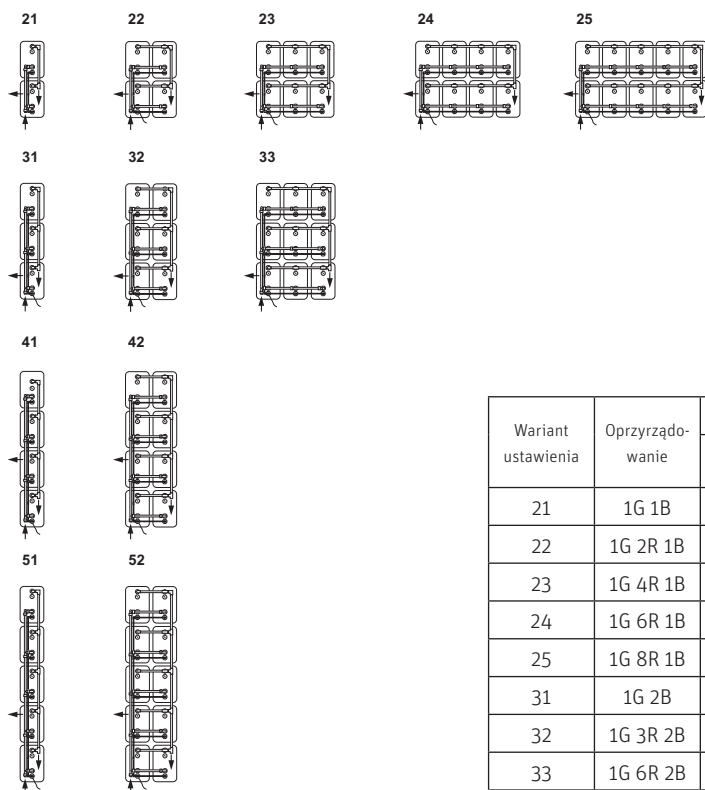 21 22 23 24 25
31 32 33
41 42
51 52
Wariant ustawienia Oprzyrządo-wanie
21 1G 1B
22 1G 2R 1B
23 1G 4R 1B
24 1G 6R 1B
25 1G 8R 1B
31 1G 2B
32 1G 3R 2B
33 1G 6R 2B